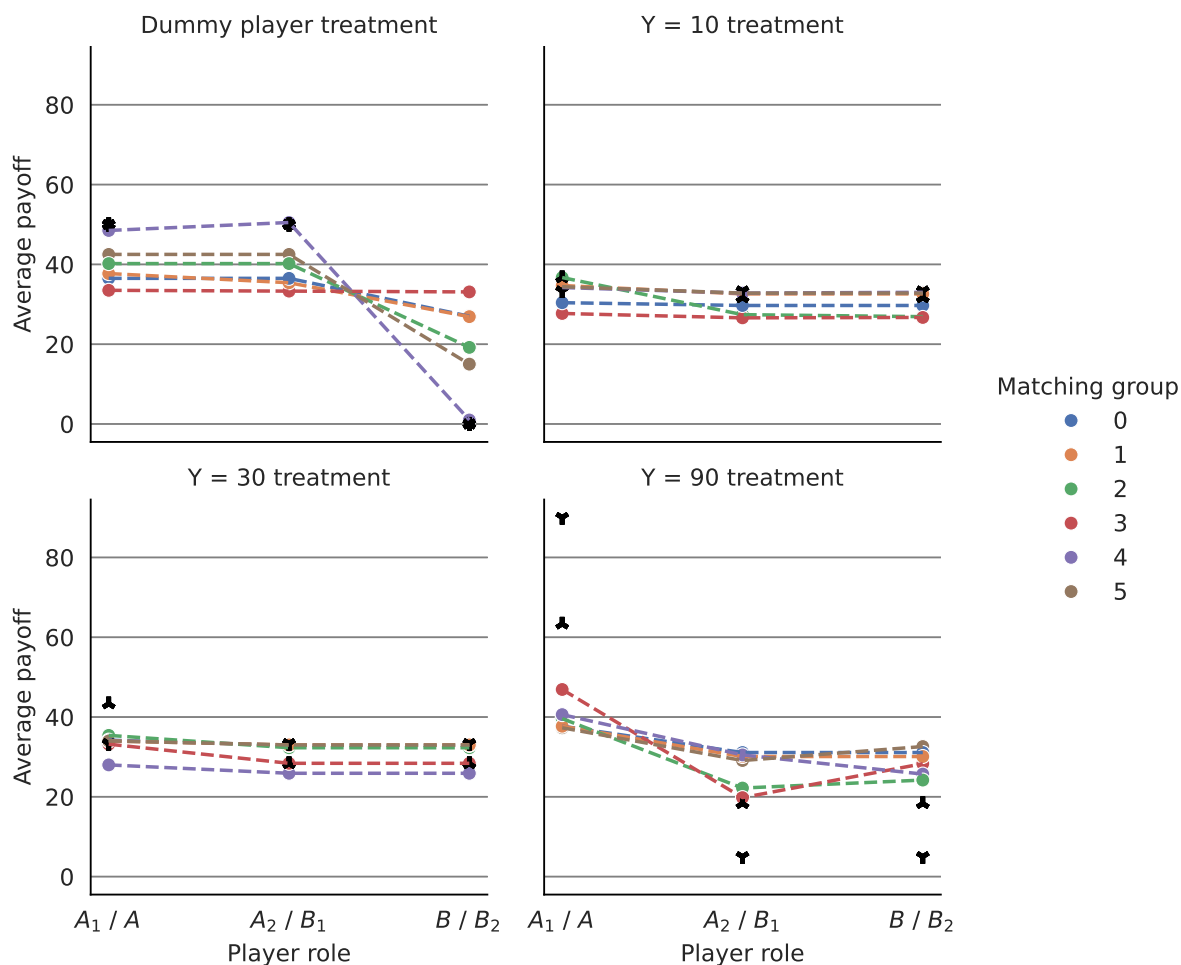 Dummy player treatment
Y = 10 treatment
80
60
40
20
0
Average payoff
Matching group
0
1
2
3
4
5
Y = 30 treatment
Y = 90 treatment
80
60
40
20
0
Average payoff
A₁ / A
A₂ / B₁
B / B₂
A₁ / A
A₂ / B₁
B / B₂
Player role
Player role